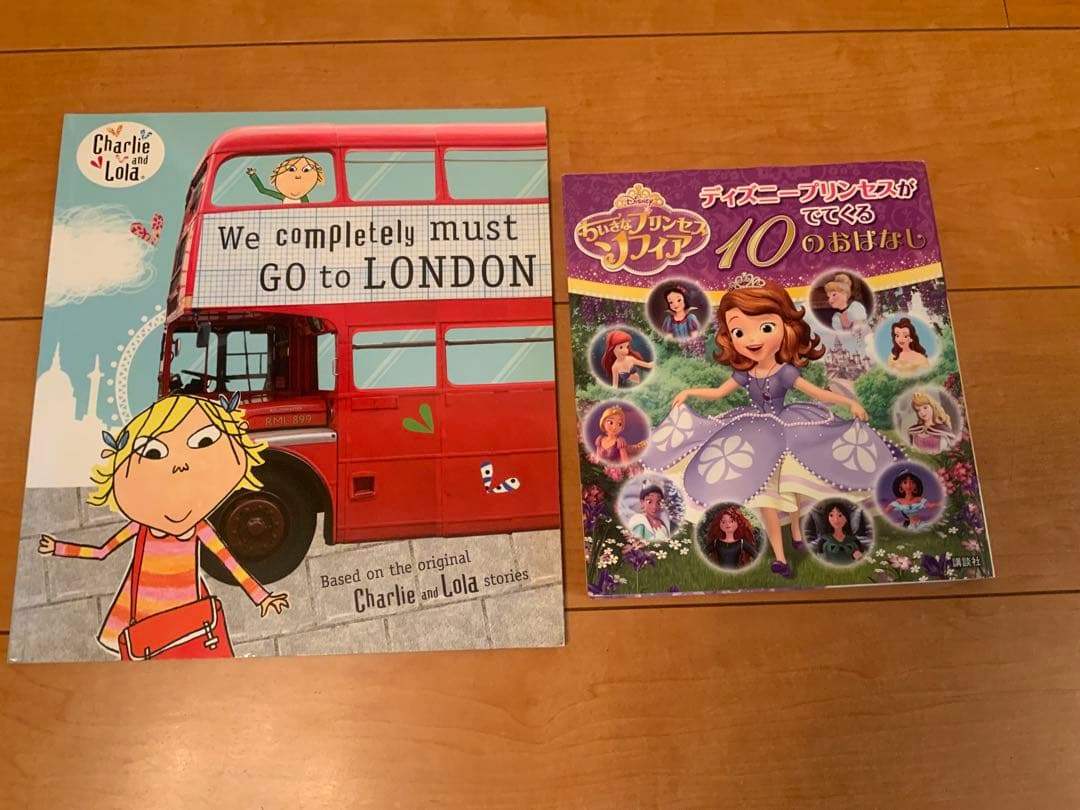 Charlie
and
Lola
We completely must
GO to LONDON
RML 899
Based on the original
Charlie and Lola stories
Disney
ちいさなプリンセス
ソフィア
ディズニープリンセスが
でてくる
10のおはなし
講談社